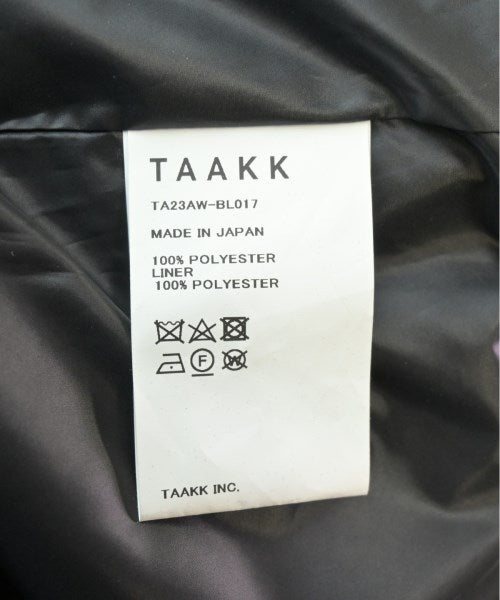 TAAKK
TA23AW-BL017
MADE IN JAPAN
100% POLYESTER
LINER
100% POLYESTER
F
W
TAAKK INC.